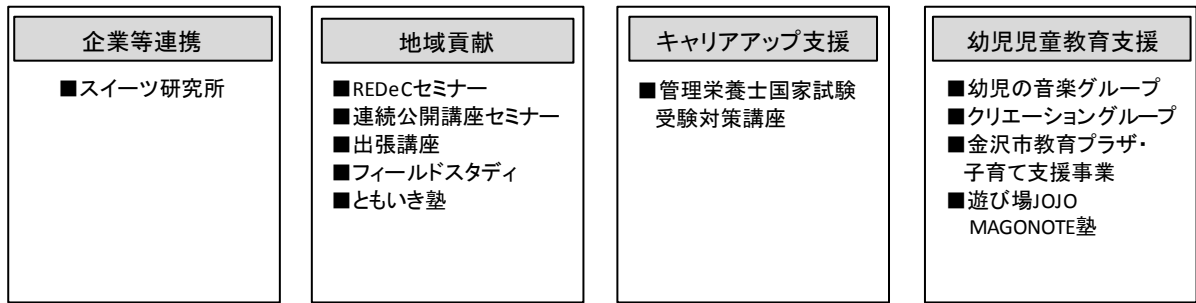 企業等連携
■スイーツ研究所
地域貢献
■REDeCセミナー
■連続公開講座セミナー
■出張講座
■フィールドスタディ
■ともいき塾
キャリアアップ支援
■管理栄養士国家試験
受験対策講座
幼児児童教育支援
■幼児の音楽グループ
■クリエーショングループ
■金沢市教育プラザ・
子育て支援事業
■遊び場JOJO
MAGONOTE塾